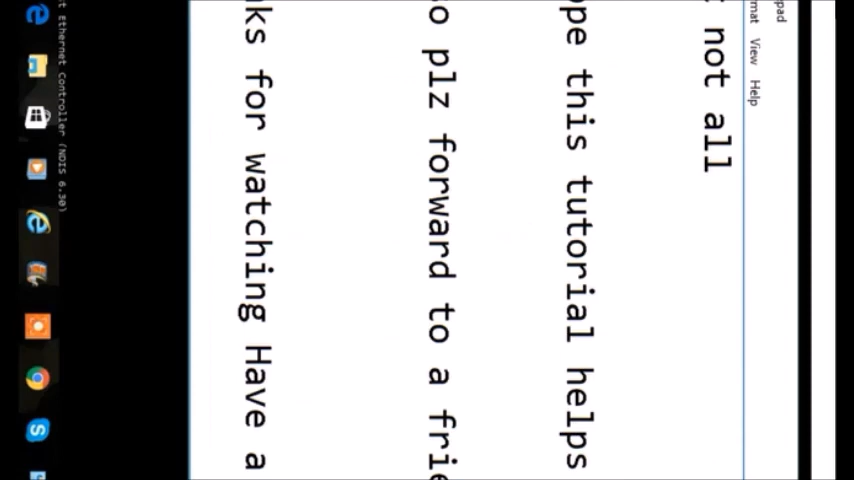 pad
mat View Help
not all
ope this tutorial helps
o plz forward to a frie
ks for watching Have a
t Ethernet Controller (NDIS 6.30)